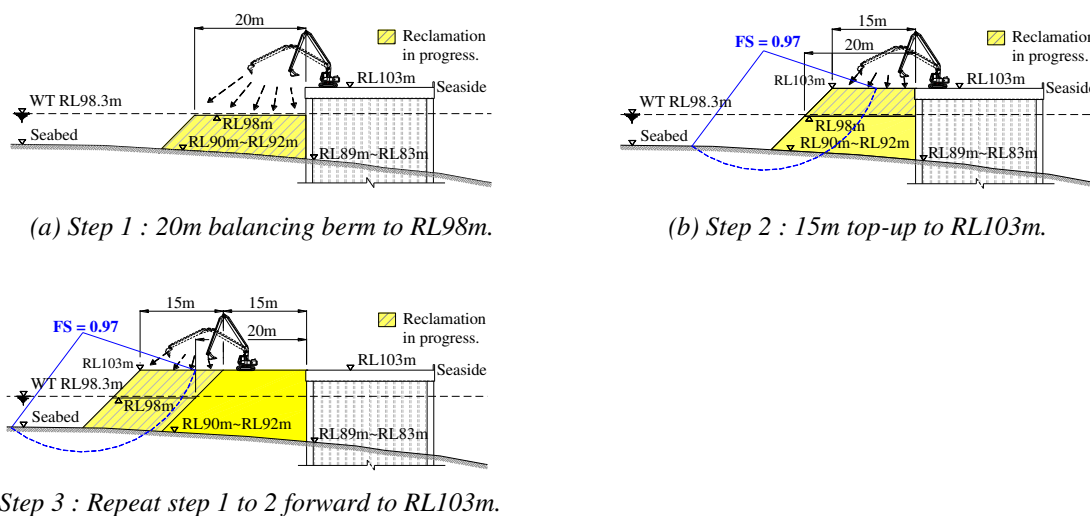 20m
Reclamation
in progress.
RL103m
Seaside
WT RL98.3m
RL98m
Seabed
RL90m~RL92m
RL89m~RL83m
(a) Step 1 : 20m balancing berm to RL98m.
15m
FS = 0.97
Reclamation
in progress.
20m
RL103m
RL103m
Seaside
WT RL98.3m
RL98m
Seabed
RL90m~RL92m
RL89m~RL83m
(b) Step 2 : 15m top-up to RL103m.
15m
15m
FS = 0.97
Reclamation
in progress.
20m
RL103m
RL103m
Seaside
WT RL98.3m
RL98m
Seabed
RL90m~RL92m
RL89m~RL83m
Step 3 : Repeat step 1 to 2 forward to RL103m.